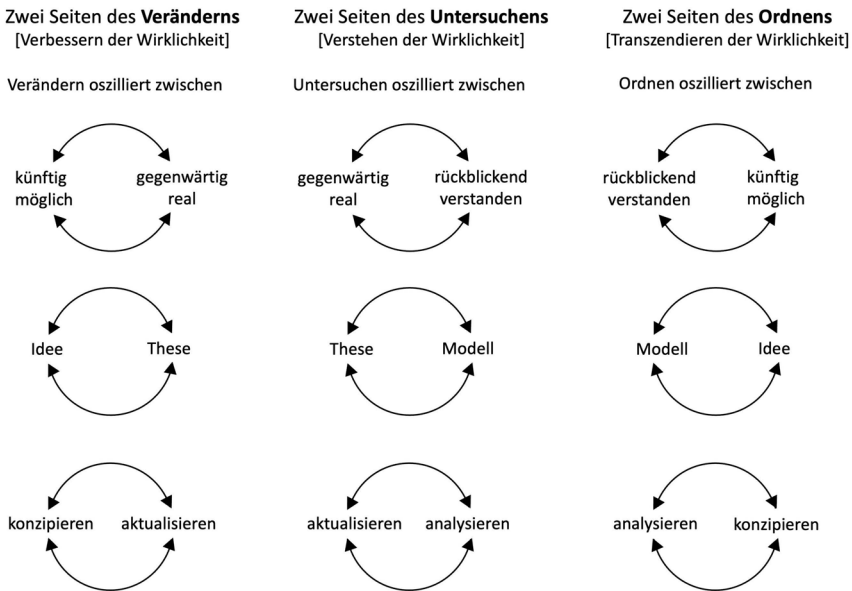 Zwei Seiten des Veränderns
[Verbessern der Wirklichkeit]
Verändern oszilliert zwischen
künftig
möglich
gegenwärtig
real
Idee
These
konzipieren
aktualisieren
Zwei Seiten des Untersuchens
[Verstehen der Wirklichkeit]
Untersuchen oszilliert zwischen
gegenwärtig
real
rückblickend
verstanden
These
Modell
aktualisieren
analysieren
Zwei Seiten des Ordnens
[Transzendieren der Wirklichkeit]
Ordnen oszilliert zwischen
rückblickend
verstanden
künftig
möglich
Modell
Idee
analysieren
konzipieren